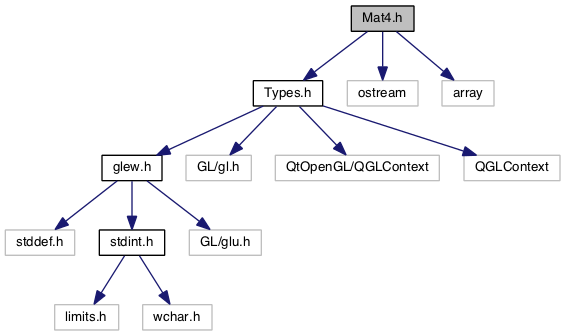 Mat4.h
Types.h
ostream
array
glew.h
GL/gl.h
QtOpenGL/QGLContext
QGLContext
stddef.h
stdint.h
GL/glu.h
limits.h
wchar.h